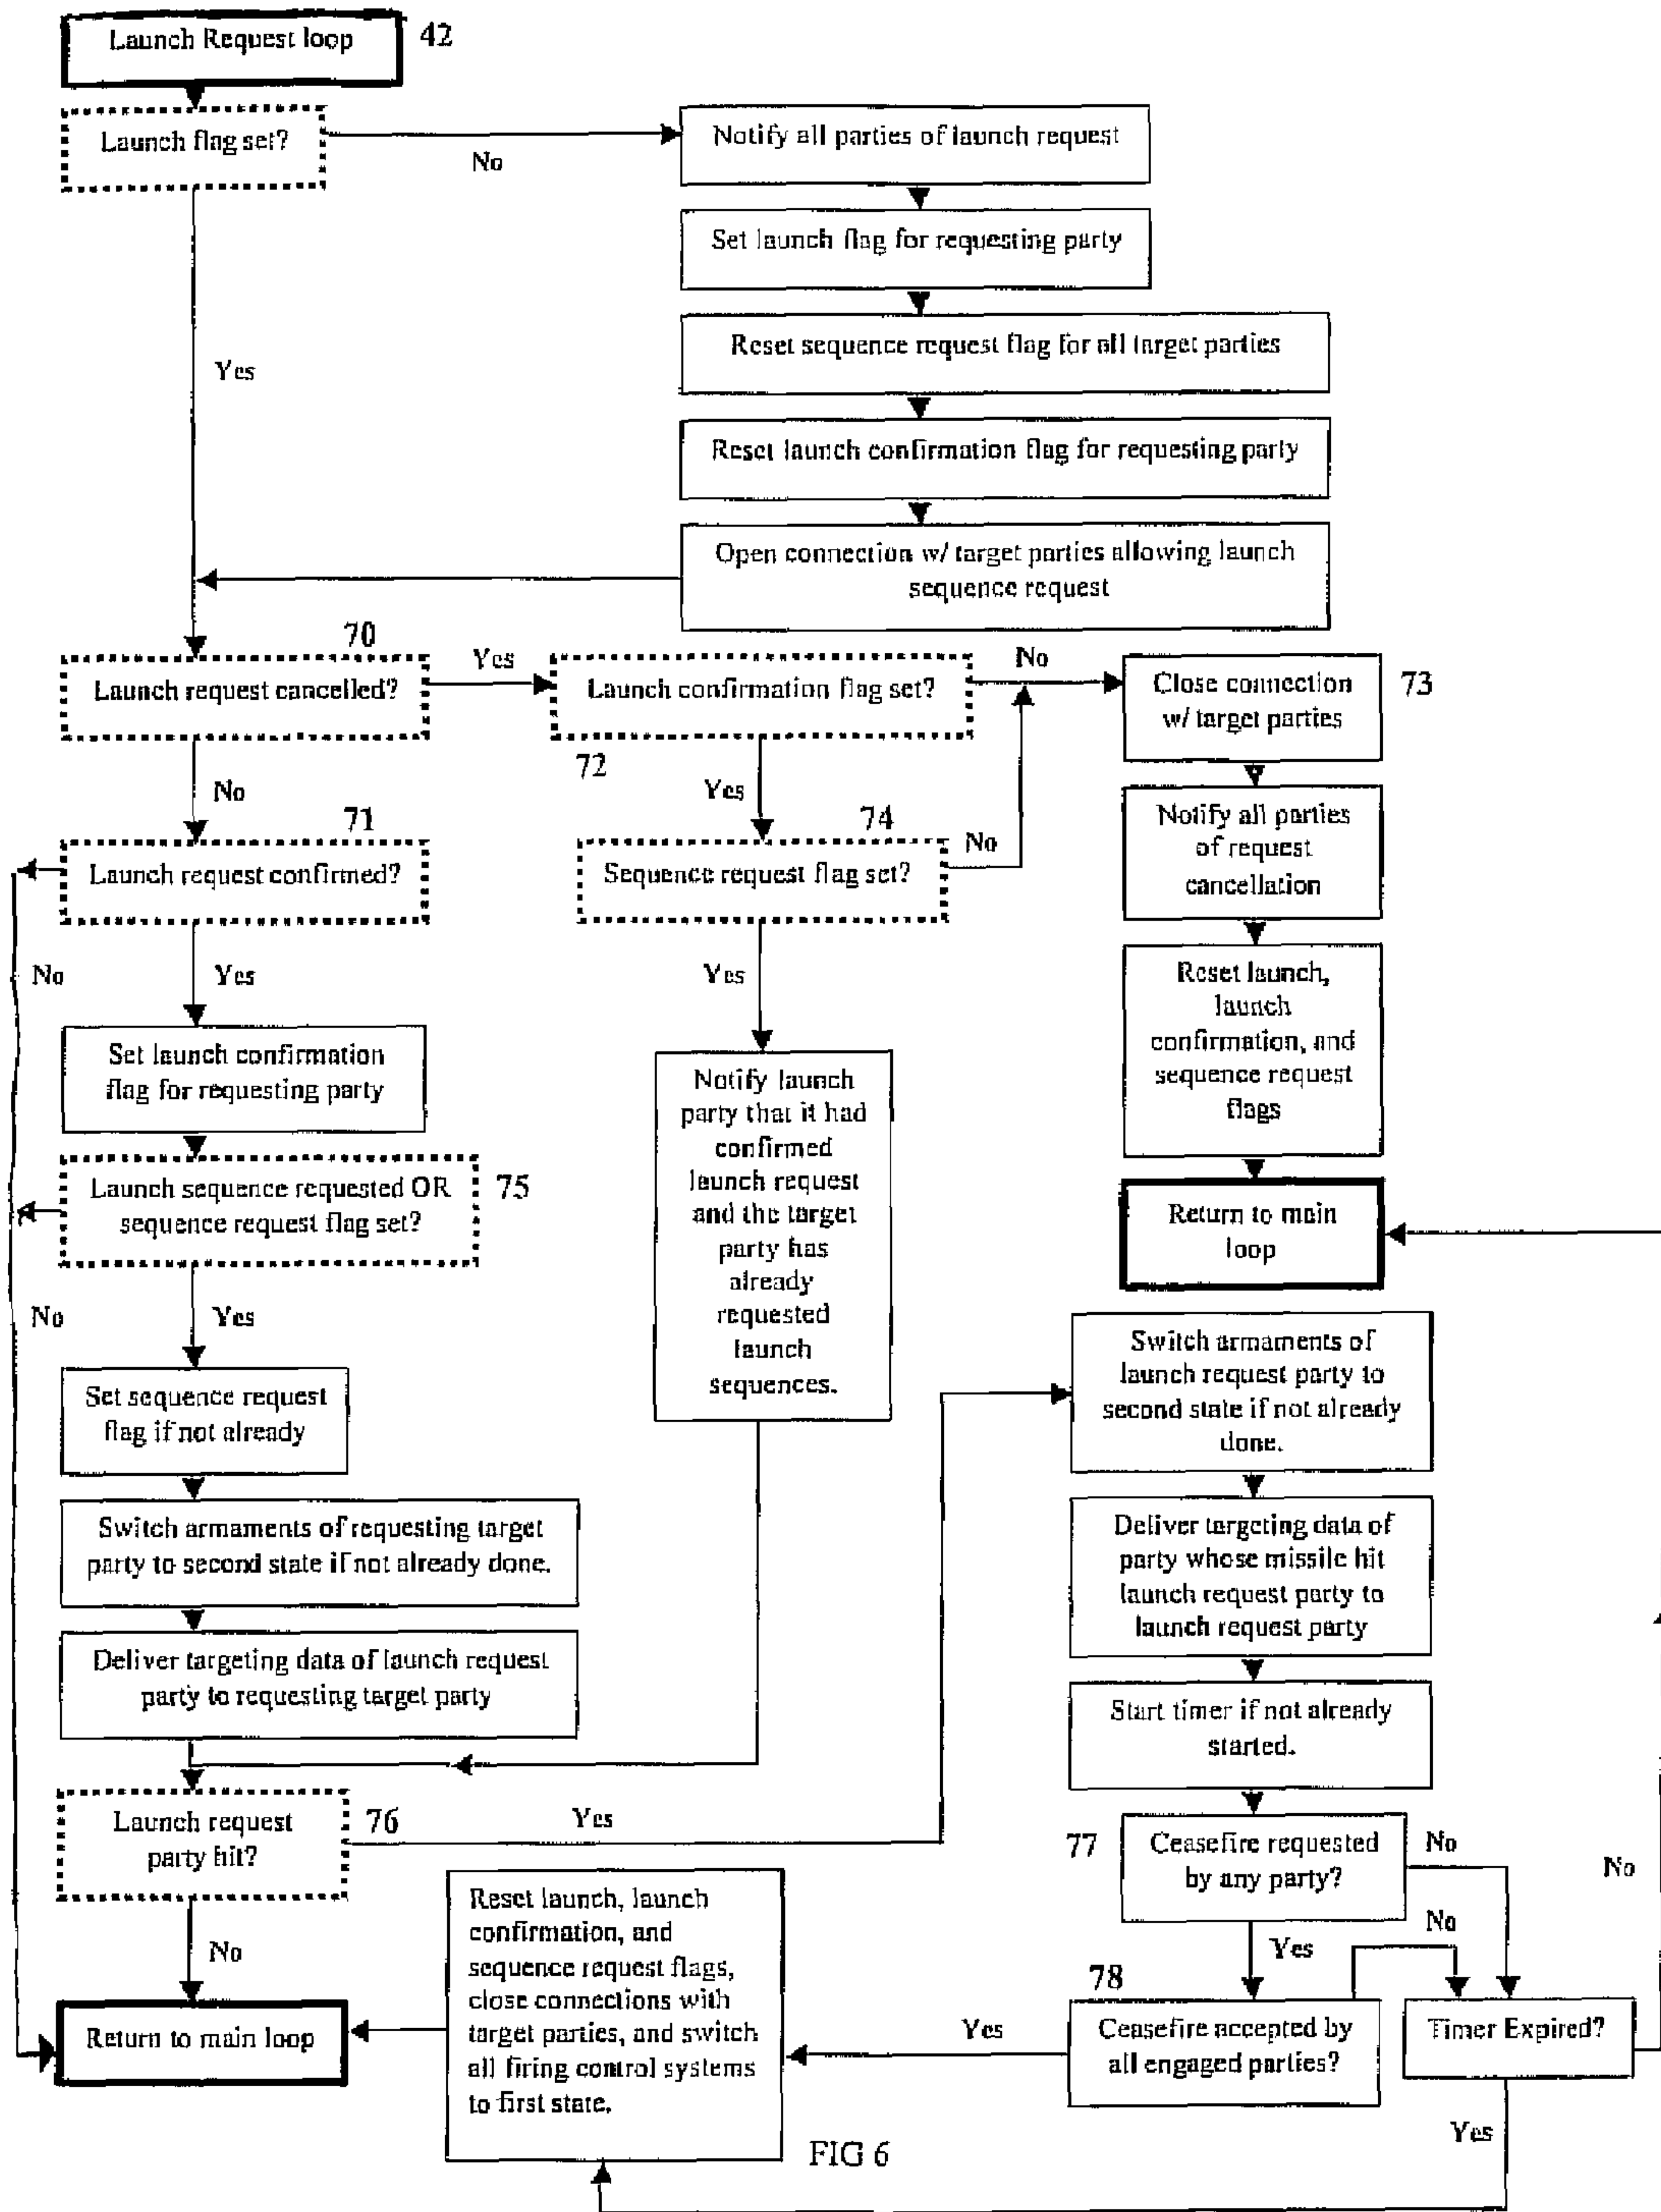 Launch Request loop
42
Launch flag set?
No
Yes
Notify all parties of launch request
Set launch flag for requesting party
Reset sequence request flag for all target parties
Reset launch confirmation flag for requesting party
Open connection w/ target parties allowing launch
sequence request
70
Launch request cancelled?
Yes
No
Launch confirmation flag set?
72
No
Yes
Close connection
w/ target parties
73
71
Launch request confirmed?
No
Yes
74
Sequence request flag set?
No
Yes
Notify all parties
of request
cancellation
Reset launch,
launch
confirmation, and
sequence request
flags
Return to main
loop
Set launch confirmation
flag for requesting party
Launch sequence requested OR
sequence request flag set?
75
No
Yes
Notify launch
party that it had
confirmed
launch request
and the target
party has
already
requested
launch
sequences.
Set sequence request
flag if not already
Switch armaments of requesting target
party to second state if not already done.
Deliver targeting data of launch request
party to requesting target party
Launch request
party hit?
76
Yes
No
Return to main loop
Switch armaments of
launch request party to
second state if not already
done.
Deliver targeting data of
party whose missile hit
launch request party to
launch request party
Start timer if not already
started.
77
Ceasefire requested
by any party?
No
Yes
78
Ceasefire accepted by
all engaged parties?
No
Yes
Timer Expired?
No
Yes
Reset launch, launch
confirmation, and
sequence request flags,
close connections with
target parties, and switch
all firing control systems
to first state.
FIG 6